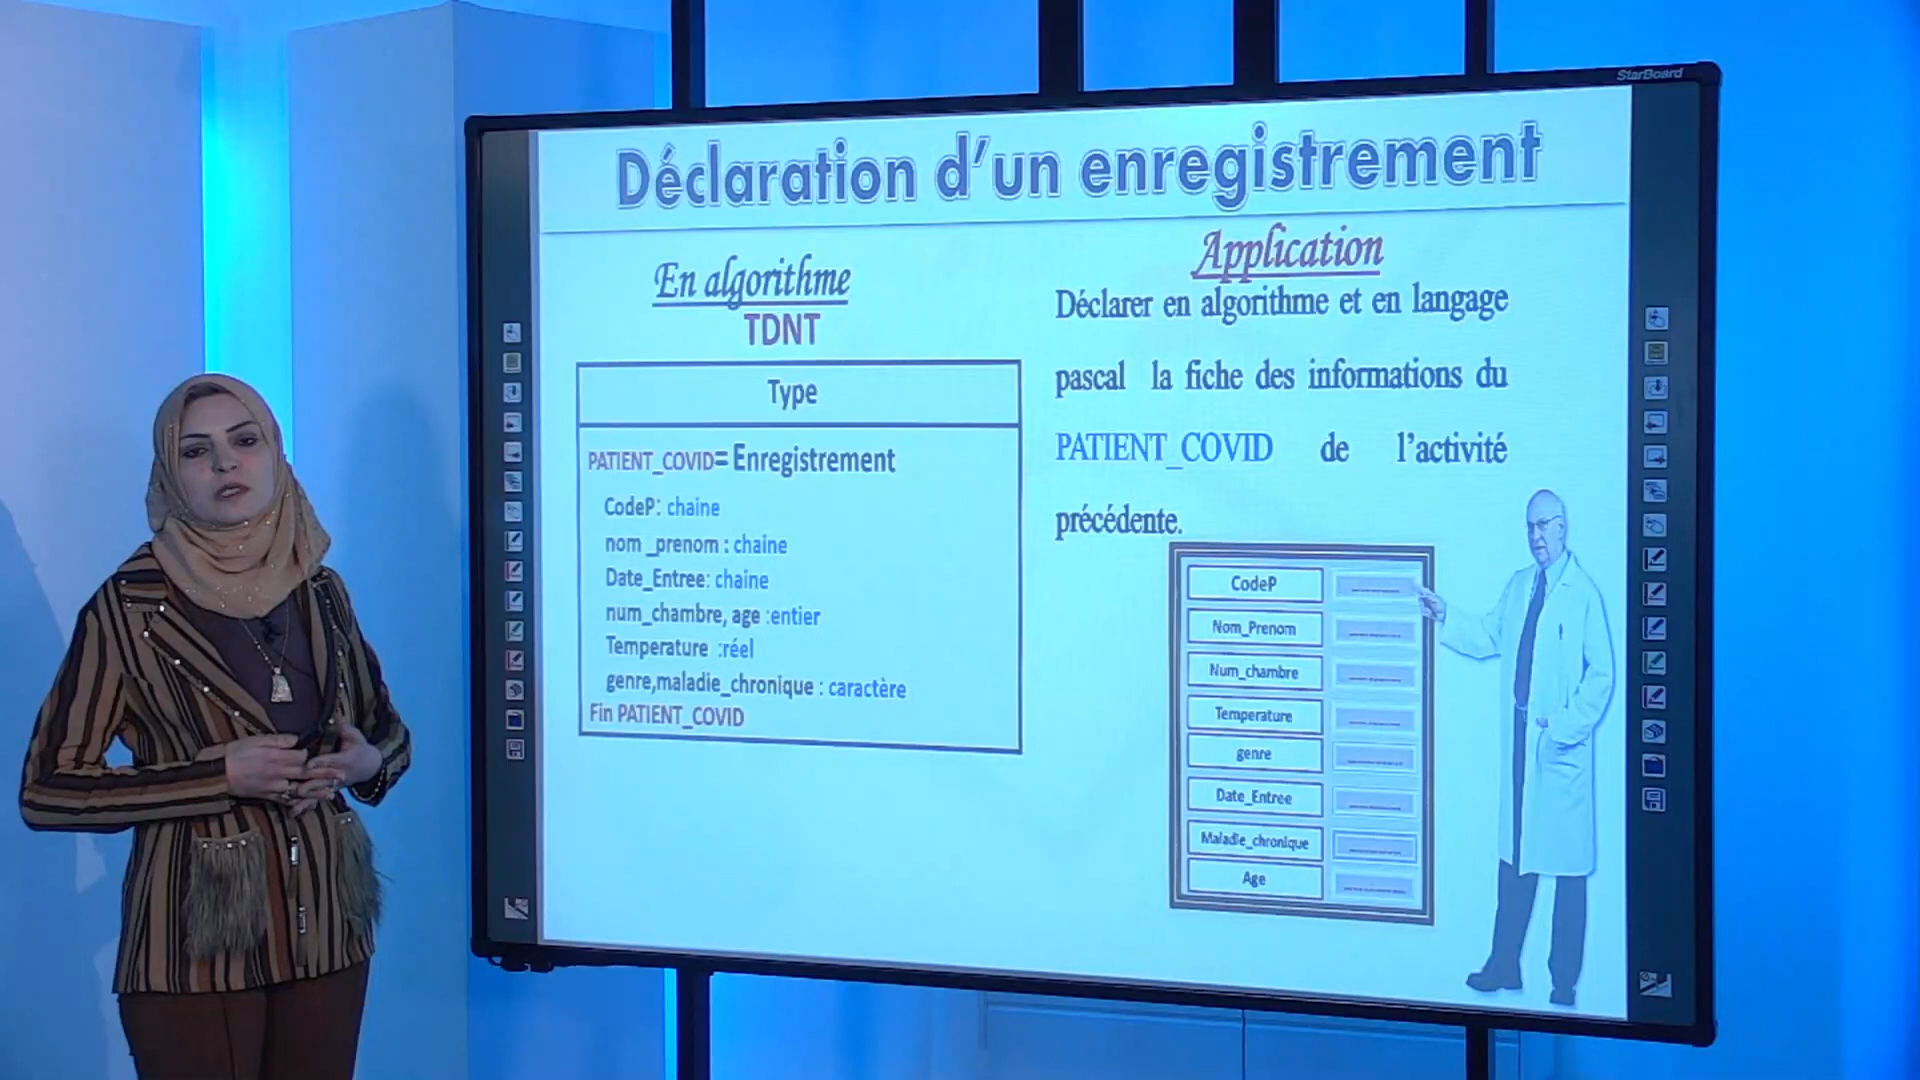 StarBoard
Déclaration d'un enregistrement
En algorithme
TDNT
Type
PATIENT_COVID= Enregistrement
CodeP: chaine
nom _prenom : chaine
Date_Entree: chaine
num_chambre, age :entier
Temperature :réel
genre,maladie_chronique : caractère
Fin PATIENT_COVID
Application
Déclarer en algorithme et en langage
pascal la fiche des informations du
PATIENT_COVID de l'activité
précédente.
CodeP
Nom_Prenom
Num_chambre
Temperature
genre
Date_Entree
Maladie_chronique
Age